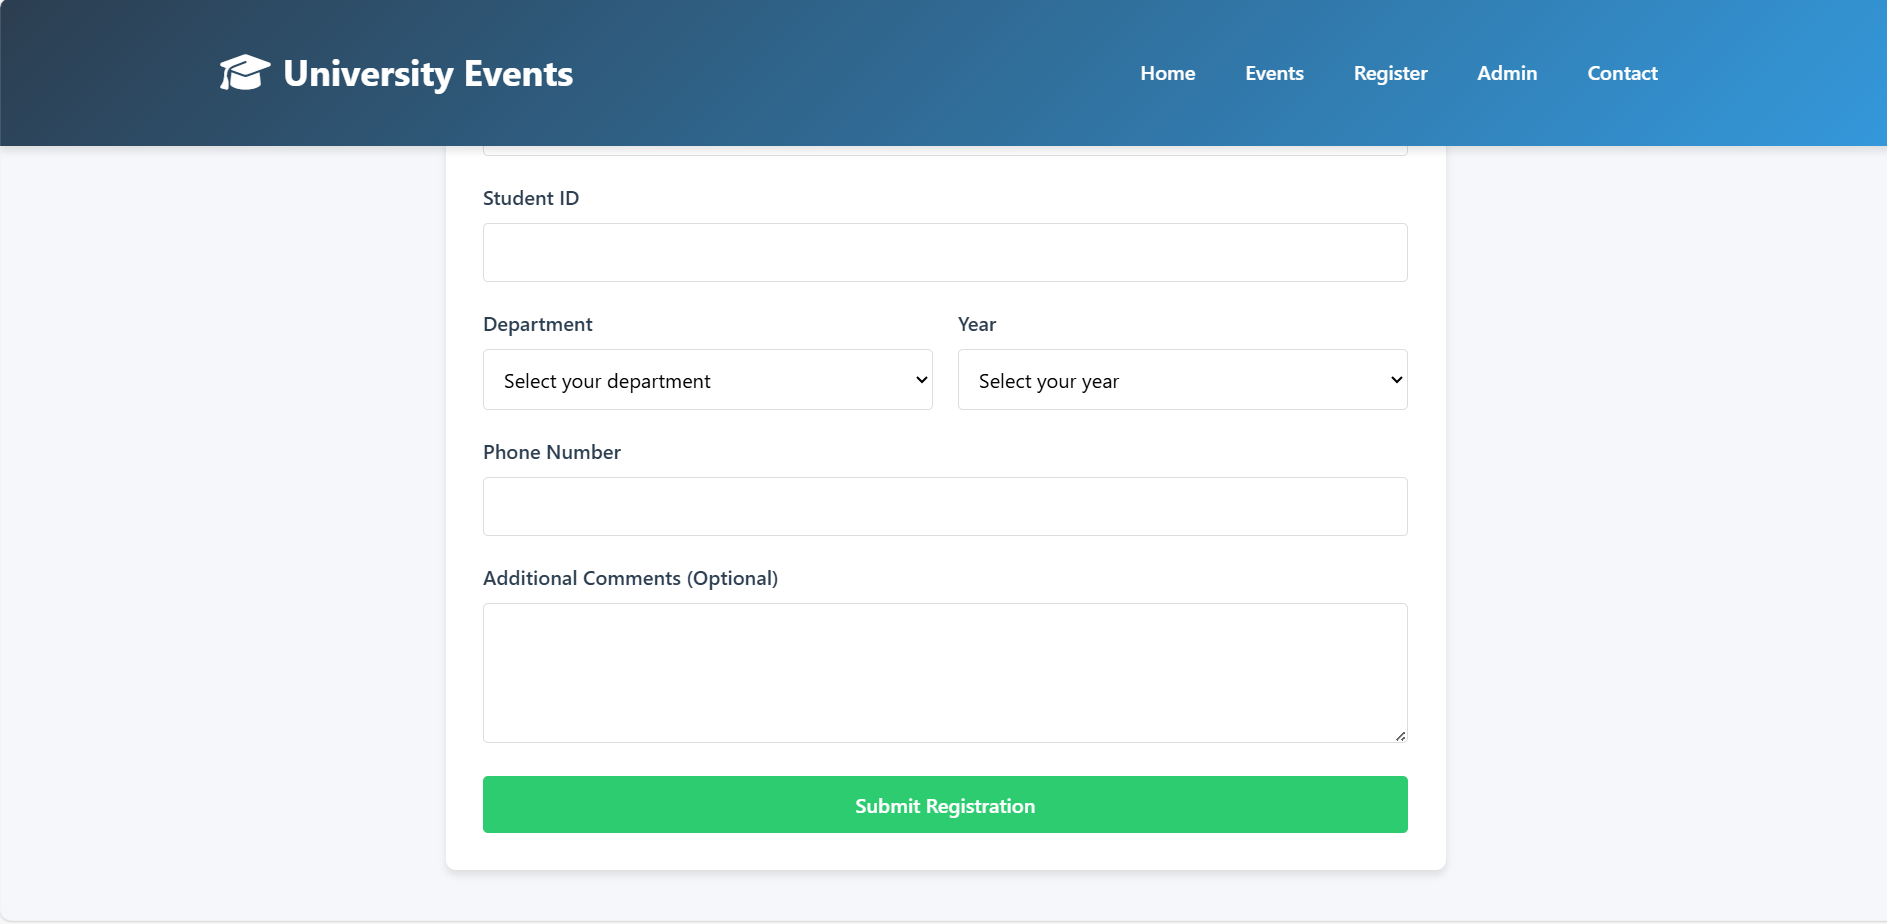 University Events
Home Events Register Admin Contact
Student ID
Department Year
Select your department Select your year
Phone Number
Additional Comments (Optional)
Submit Registration